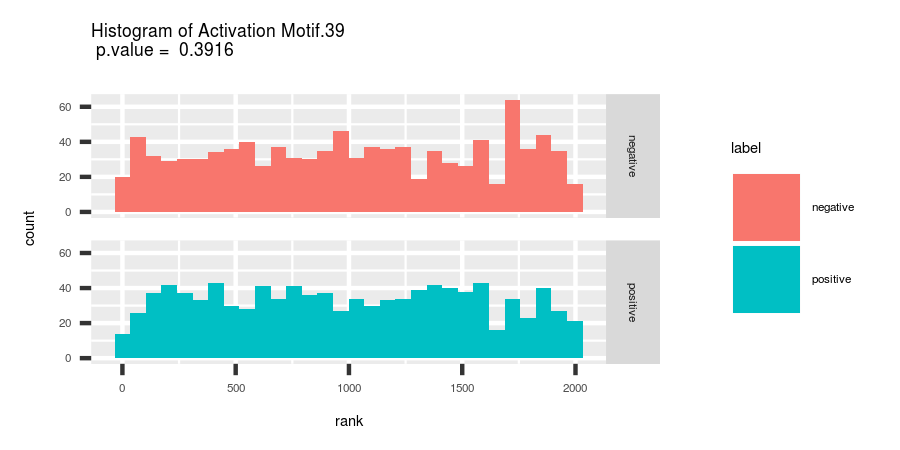 Histogram of Activation Motif.39
p.value = 0.3916
count
60
40
20
0
negative
60
40
20
0
positive
0 500 1000 1500 2000
rank
label
negative
positive